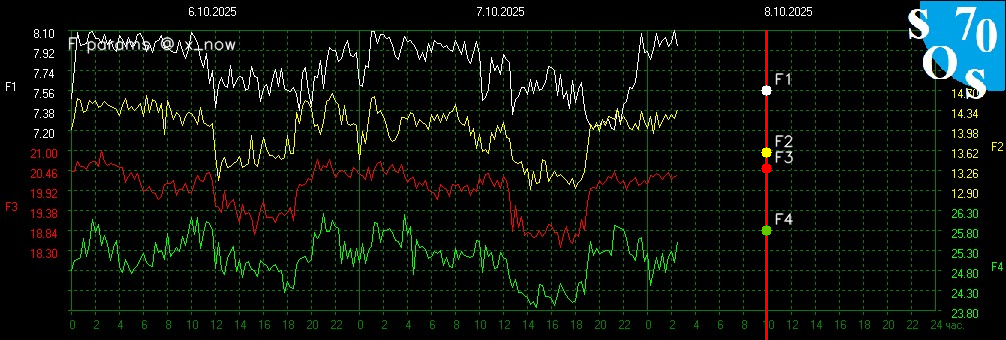 6.10.2025 7.10.2025 8.10.2025
SOS 70
F params @ ix_now
F1
8.10
7.92
7.74
7.56
7.38
7.20
F3
21.00
20.46
19.92
19.38
18.84
18.30
F1
F2
F3
F4
14.70
14.34
13.98
13.62
13.26
12.90
F2
26.30
25.80
25.30
24.80
24.30
23.80
F4
0 2 4 6 8 10 12 14 16 18 20 22 0 2 4 6 8 10 12 14 16 18 20 22 0 2 4 6 8 10 12 14 16 18 20 22 24 час.